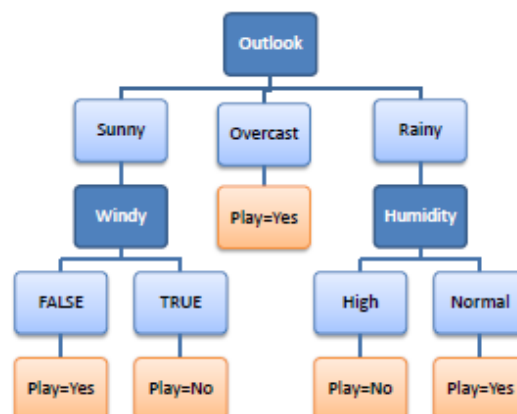 Outlook
Sunny
Overcast
Rainy
Windy
Play=Yes
Humidity
FALSE
TRUE
High
Normal
Play=Yes
Play=No
Play=No
Play=Yes